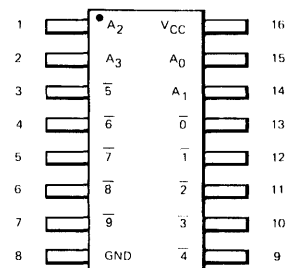 1 A₂ V_CC 16
2 A₃ A₀ 15
3 5̅ A₁ 14
4 6̅ 0̅ 13
5 7̅ 1̅ 12
6 8̅ 2̅ 11
7 9̅ 3̅ 10
8 GND 4̅ 9